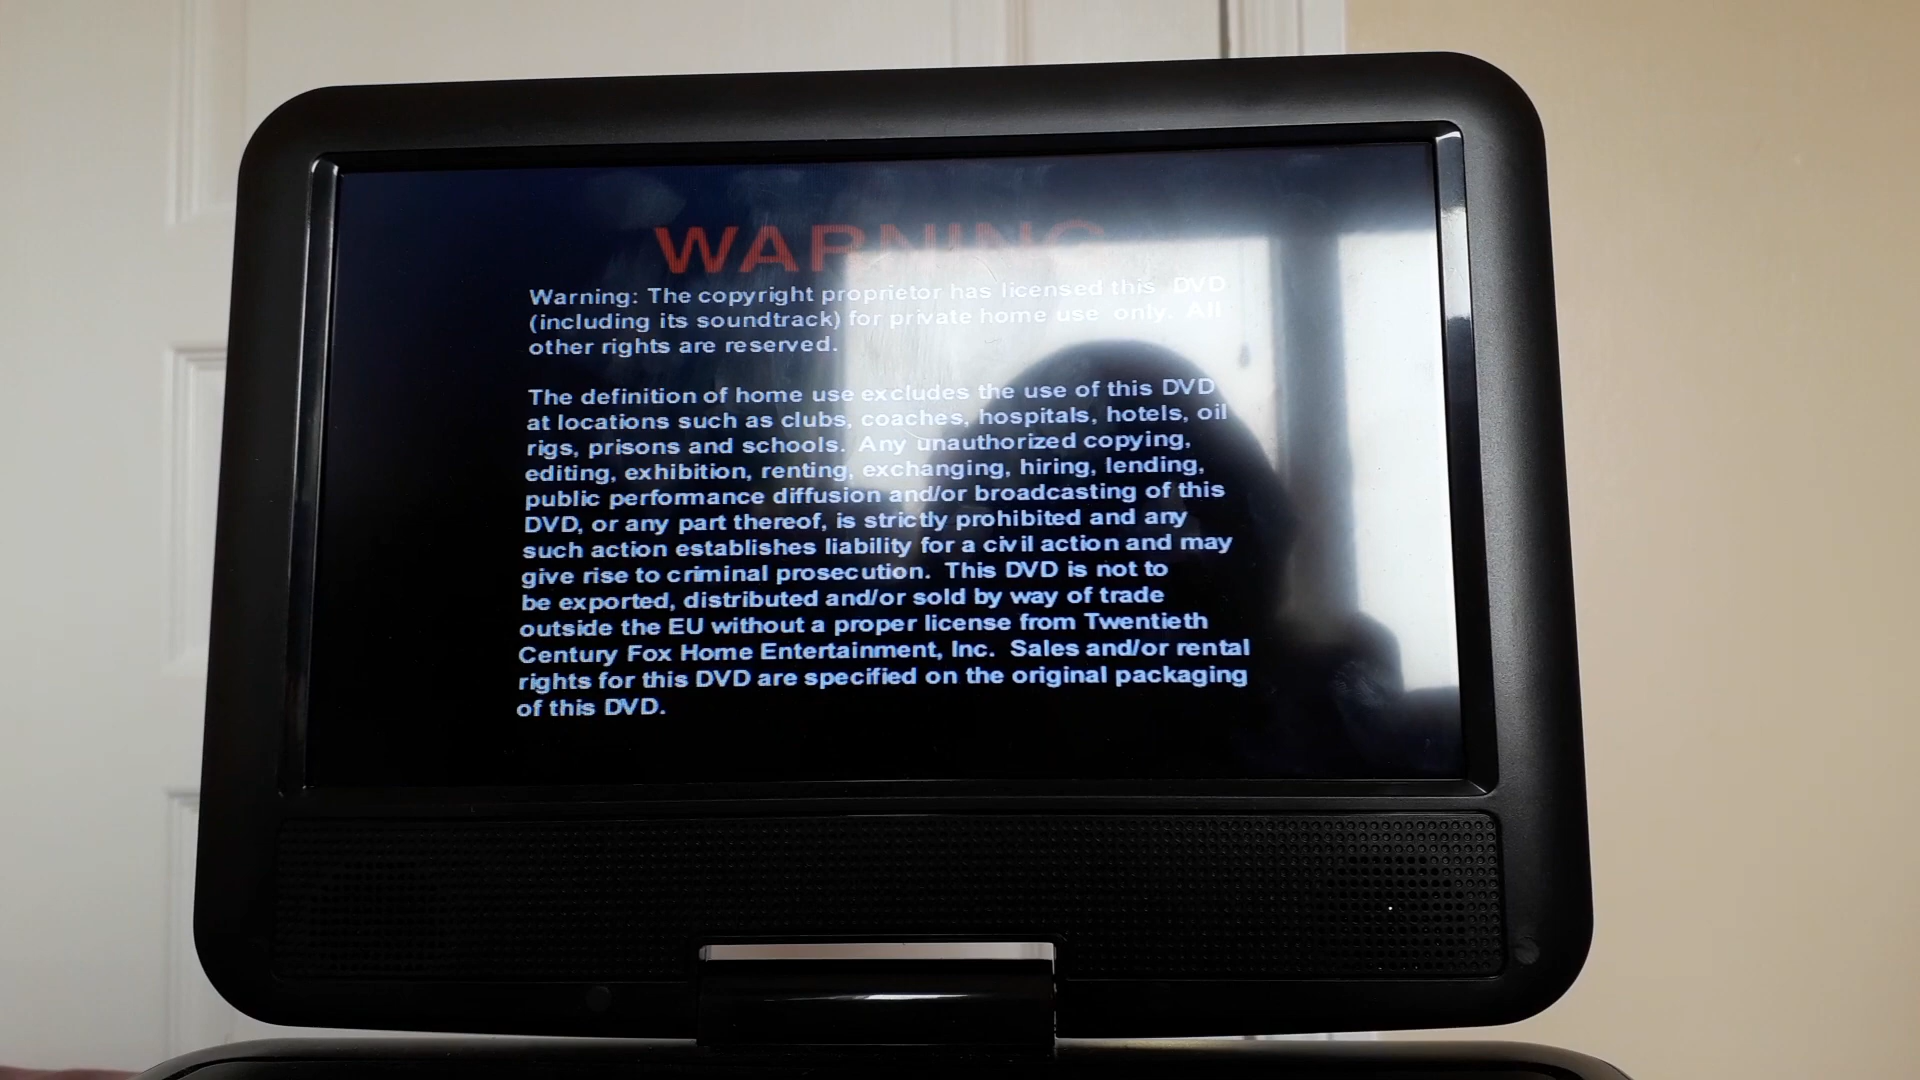 WARNING
Warning: The copyright proprietor has licensed this DVD
(including its soundtrack) for private home use only. All
other rights are reserved.
The definition of home use excludes the use of this DVD
at locations such as clubs, coaches, hospitals, hotels, oil
rigs, prisons and schools. Any unauthorized copying,
editing, exhibition, renting, exchanging, hiring, lending,
public performance diffusion and/or broadcasting of this
DVD, or any part thereof, is strictly prohibited and any
such action establishes liability for a civil action and may
give rise to criminal prosecution. This DVD is not to
be exported, distributed and/or sold by way of trade
outside the EU without a proper license from Twentieth
Century Fox Home Entertainment, Inc. Sales and/or rental
rights for this DVD are specified on the original packaging
of this DVD.